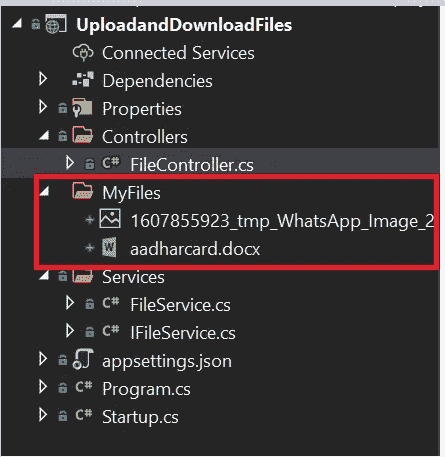 UploadandDownloadFiles
Connected Services
Dependencies
Properties
Controllers
C# FileController.cs
MyFiles
1607855923_tmp_WhatsApp_Image_2
aadharcard.docx
Services
C# FileService.cs
C# IFileService.cs
appsettings.json
C# Program.cs
C# Startup.cs